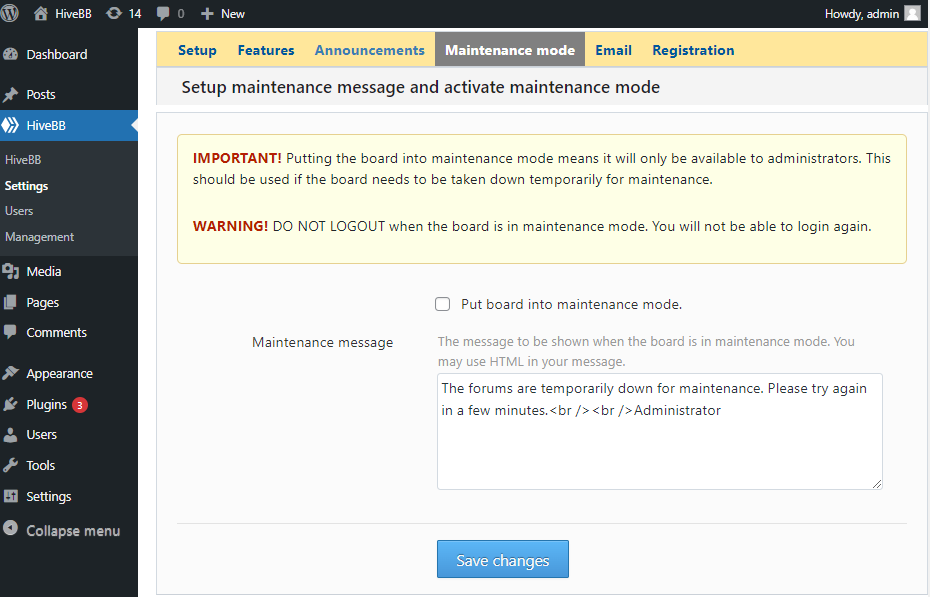 HiveBB 14 0 New Howdy, admin
Dashboard
Posts
HiveBB
HiveBB
Settings
Users
Management
Media
Pages
Comments
Appearance
Plugins 3
Users
Tools
Settings
Collapse menu
Setup Features Announcements Maintenance mode Email Registration
Setup maintenance message and activate maintenance mode
IMPORTANT! Putting the board into maintenance mode means it will only be available to administrators. This
should be used if the board needs to be taken down temporarily for maintenance.
WARNING! DO NOT LOGOUT when the board is in maintenance mode. You will not be able to login again.
Put board into maintenance mode.
Maintenance message
The message to be shown when the board is in maintenance mode. You
may use HTML in your message.
The forums are temporarily down for maintenance. Please try again
in a few minutes.<br /><br />Administrator
Save changes